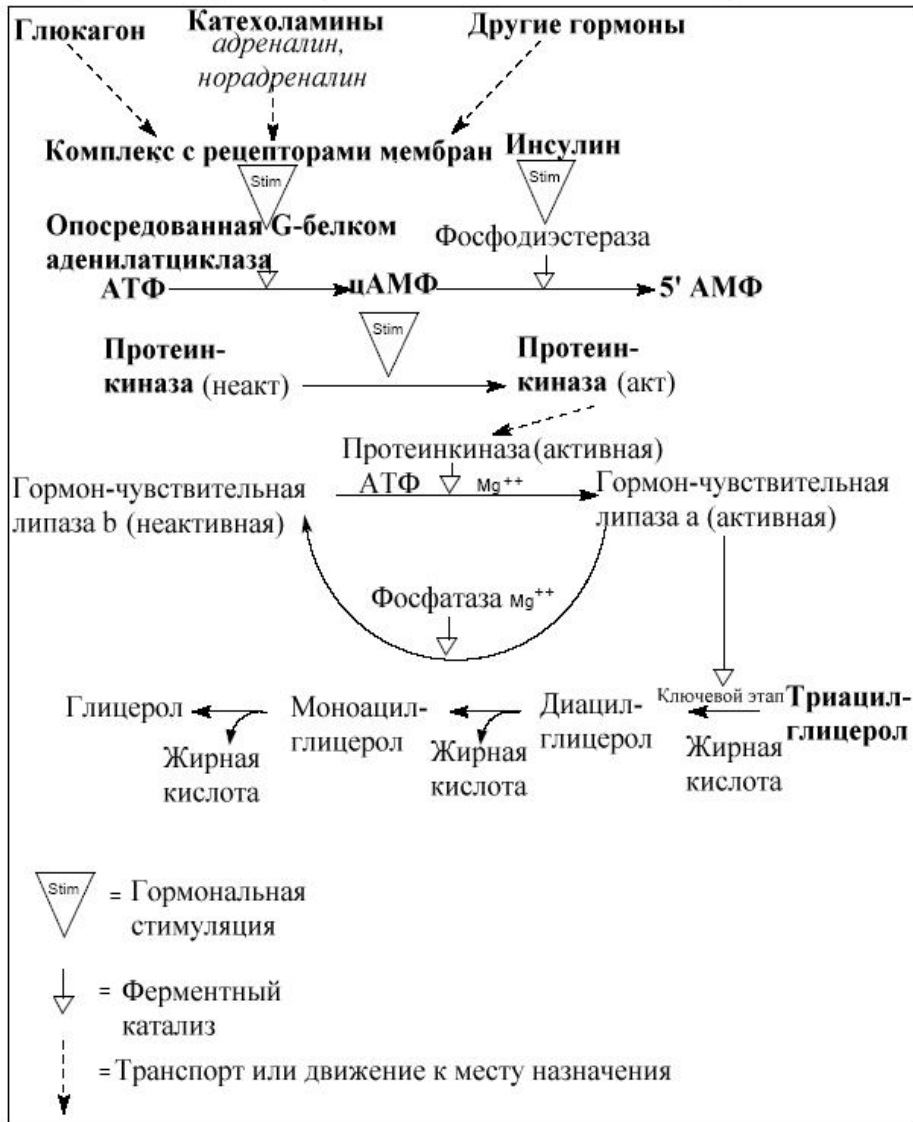 Глюкагон
Катехоламины
адреналин,
норадреналин
Другие гормоны
Комплекс с рецепторами мембран
Инсулин
Stim
Stim
Опосредованная G-белком
аденилатциклаза
Фосфодиэстераза
АТФ
цАМФ
5' АМФ
Stim
Протеин-
киназа (неакт)
Протеин-
киназа (акт)
Протеинкиназа (активная)
АТФ
Mg++
Гормон-чувствительная
липаза b (неактивная)
Гормон-чувствительная
липаза a (активная)
Фосфатаза Mg++
Глицерол
Моноацил-
глицерол
Диацил-
глицерол
Ключевой этап
Триацил-
глицерол
Жирная
кислота
Жирная
кислота
Жирная
кислота
Stim
= Гормональная
стимуляция
= Ферментный
катализ
=Транспорт или движение к месту назначения